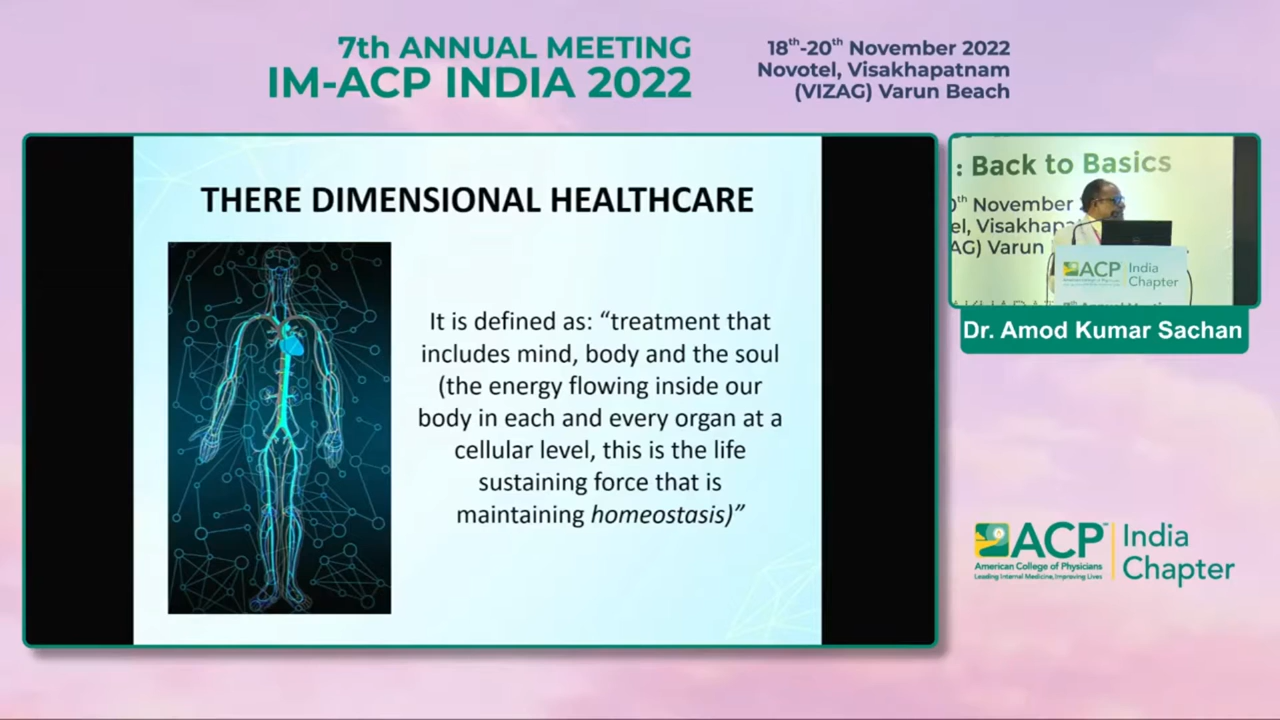 7th ANNUAL MEETING
IM-ACP INDIA 2022
18th-20th November 2022
Novotel, Visakhapatnam
(VIZAG) Varun Beach
THERE DIMENSIONAL HEALTHCARE
It is defined as: “treatment that
includes mind, body and the soul
(the energy flowing inside our
body in each and every organ at a
cellular level, this is the life
sustaining force that is
maintaining homeostasis)”
: Back to Basics
th November
el, Visakhapa
AG) Varun
ACP India
Chapter
Dr. Amod Kumar Sachan
ACP India
American College of Physicians Chapter
Leading Internal Medicine, Improving Lives